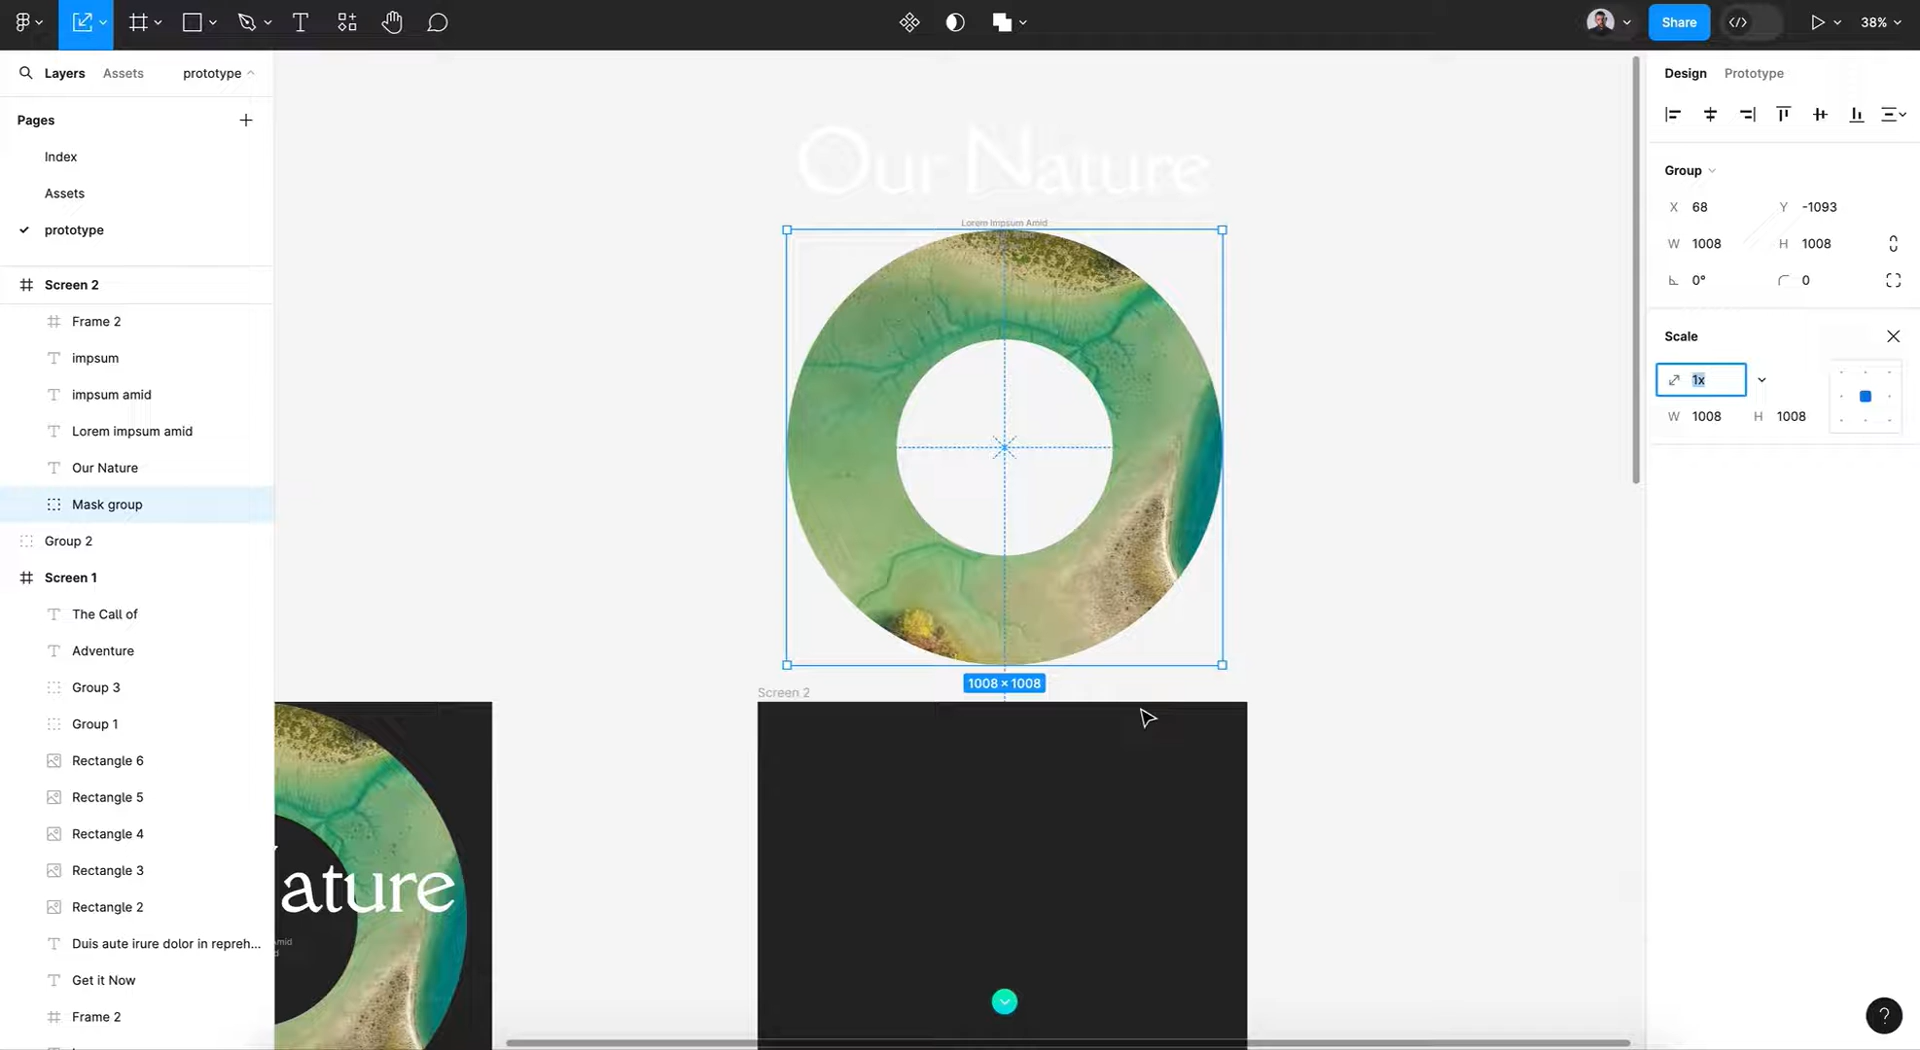 Share
38%
Layers
Assets
prototype
Pages
Index
Assets
prototype
Screen 2
Frame 2
impsum
impsum amid
Lorem impsum amid
Our Nature
Mask group
Group 2
Screen 1
The Call of
Adventure
Group 3
Group 1
Rectangle 6
Rectangle 5
Rectangle 4
Rectangle 3
Rectangle 2
Duis aute irure dolor in repreh...
Get it Now
Frame 2
Our Nature
Lorem Impsum Amid
1008 × 1008
Screen 2
ature
Amid
d
Design
Prototype
Group
X 68
Y -1093
W 1008
H 1008
0°
0
Scale
1x
W 1008
H 1008
?